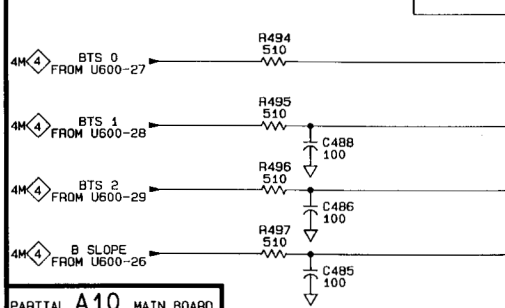 R494
510
4M 4 BTS 0
FROM U600-27
R495
510
4M 4 BTS 1
FROM U600-28
C488
100
R496
510
4M 4 BTS 2
FROM U600-29
C486
100
R497
510
4M 4 B SLOPE
FROM U600-26
C485
100
PARTIAL A10 MAIN BOARD